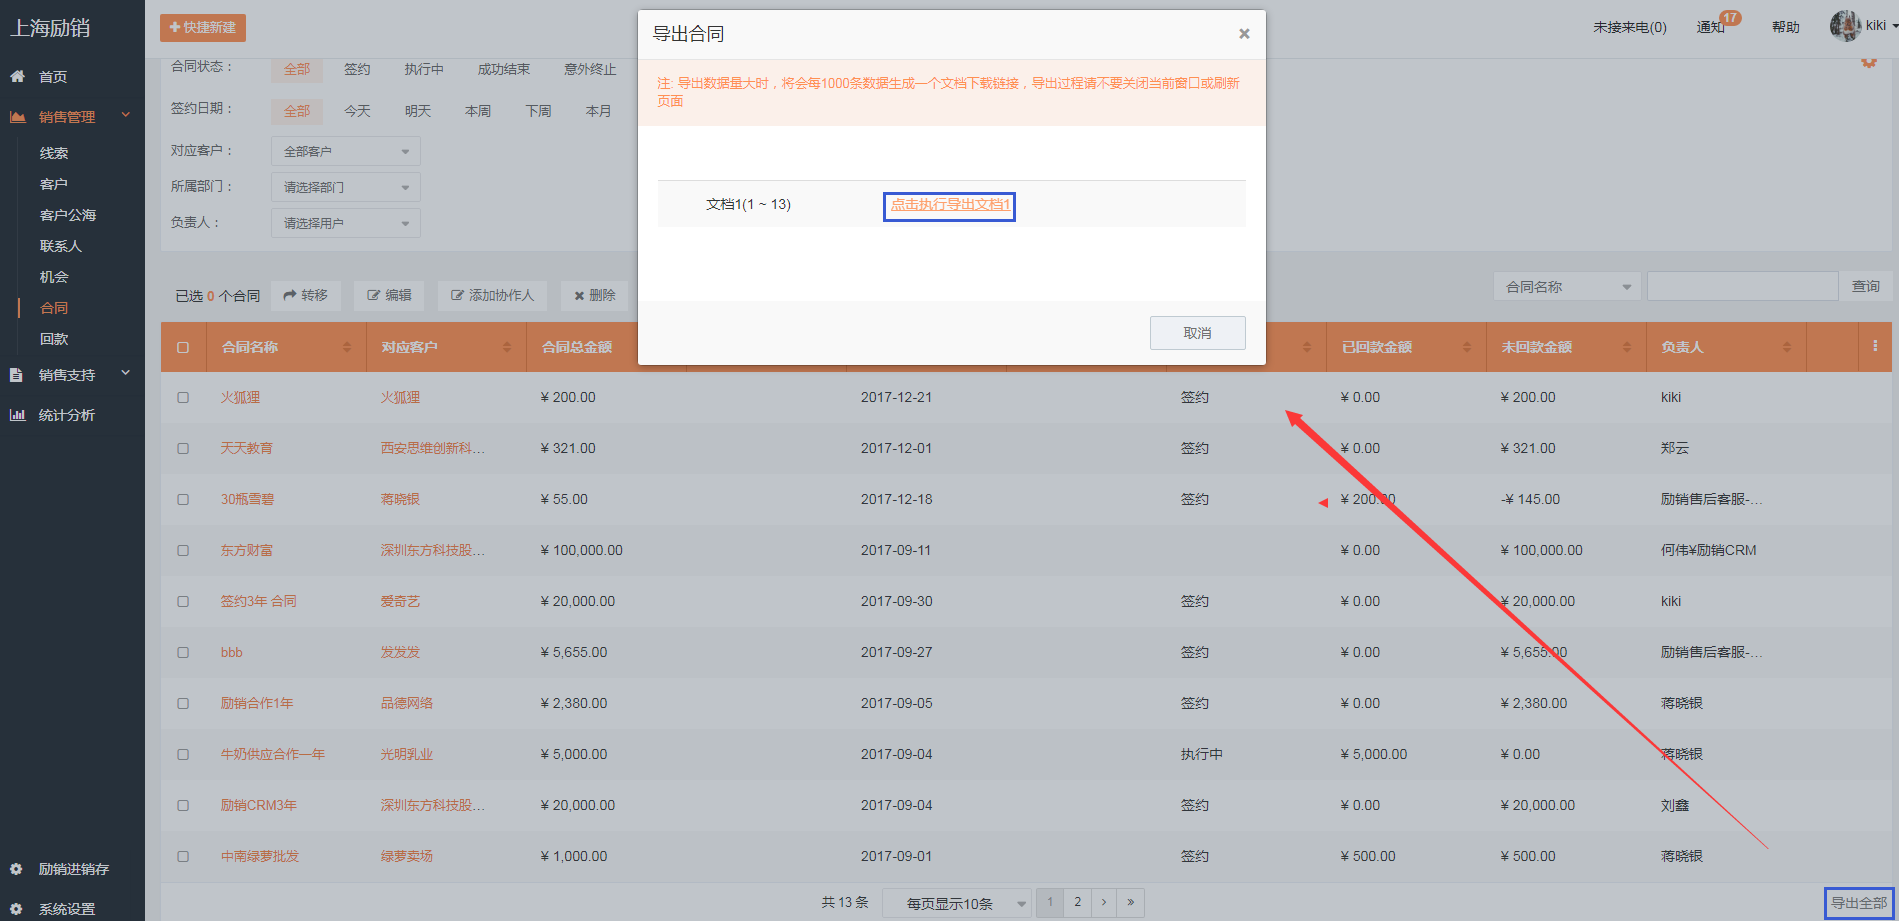 上海励销
快捷新建
未接来电(0)
通知
17
帮助
kiki
首页
销售管理
线索
客户
客户公海
联系人
机会
合同
回款
销售支持
统计分析
励销进销存
系统设置
合同状态：
全部 签约 执行中 成功结束 意外终止
签约日期：
全部 今天 明天 本周 下周 本月
对应客户：
全部客户
所属部门：
请选择部门
负责人：
请选择用户
导出合同
×
注: 导出数据量大时，将会每1000条数据生成一个文档下载链接，导出过程请不要关闭当前窗口或刷新
页面
文档1(1 ~ 13) 点击执行导出文档1
取消
已选 0 个合同 转移 编辑 添加协作人 删除
合同名称 查询
合同名称 对应客户 合同总金额 已回款金额 未回款金额 负责人
火狐狸 火狐狸 ¥ 200.00 2017-12-21 签约 ¥ 0.00 ¥ 200.00 kiki
天天教育 西安思维创新科... ¥ 321.00 2017-12-01 签约 ¥ 0.00 ¥ 321.00 郑云
30瓶雪碧 蒋晓银 ¥ 55.00 2017-12-18 签约 ¥ 200.00 -¥ 145.00 励销售后客服-...
东方财富 深圳东方科技股... ¥ 100,000.00 2017-09-11 ¥ 0.00 ¥ 100,000.00 何伟¥励销CRM
签约3年 合同 爱奇艺 ¥ 20,000.00 2017-09-30 签约 ¥ 0.00 ¥ 20,000.00 kiki
bbb 发发发 ¥ 5,655.00 2017-09-27 签约 ¥ 0.00 ¥ 5,655.00 励销售后客服-...
励销合作1年 品德网络 ¥ 2,380.00 2017-09-05 签约 ¥ 0.00 ¥ 2,380.00 蒋晓银
牛奶供应合作一年 光明乳业 ¥ 5,000.00 2017-09-04 执行中 ¥ 5,000.00 ¥ 0.00 蒋晓银
励销CRM3年 深圳东方科技股... ¥ 20,000.00 2017-09-04 签约 ¥ 0.00 ¥ 20,000.00 刘鑫
中南绿萝批发 绿萝卖场 ¥ 1,000.00 2017-09-01 签约 ¥ 500.00 ¥ 500.00 蒋晓银
共 13 条 每页显示10条 1 2 › »
导出全部